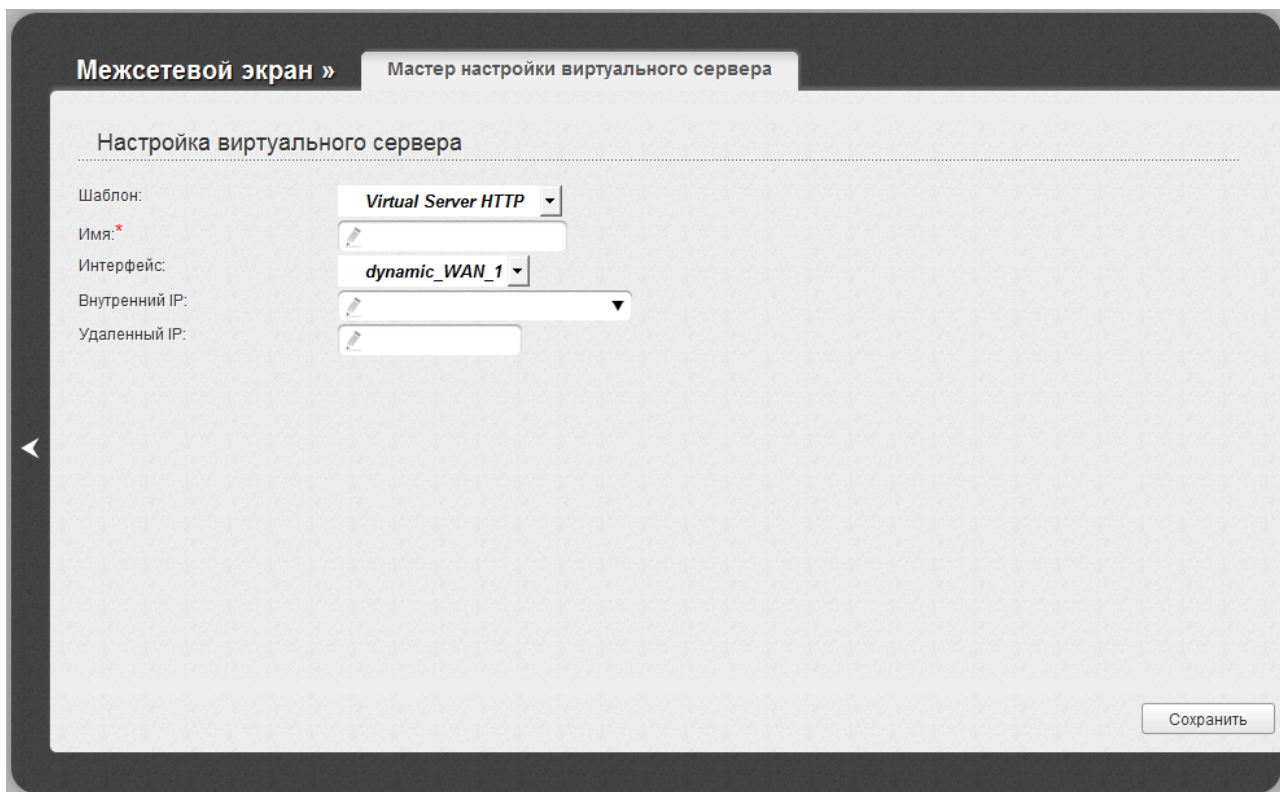 Межсетевой экран » Мастер настройки виртуального сервера
Настройка виртуального сервера
Шаблон: Virtual Server HTTP
Имя:*
Интерфейс: dynamic_WAN_1
Внутренний IP:
Удаленный IP:
Сохранить